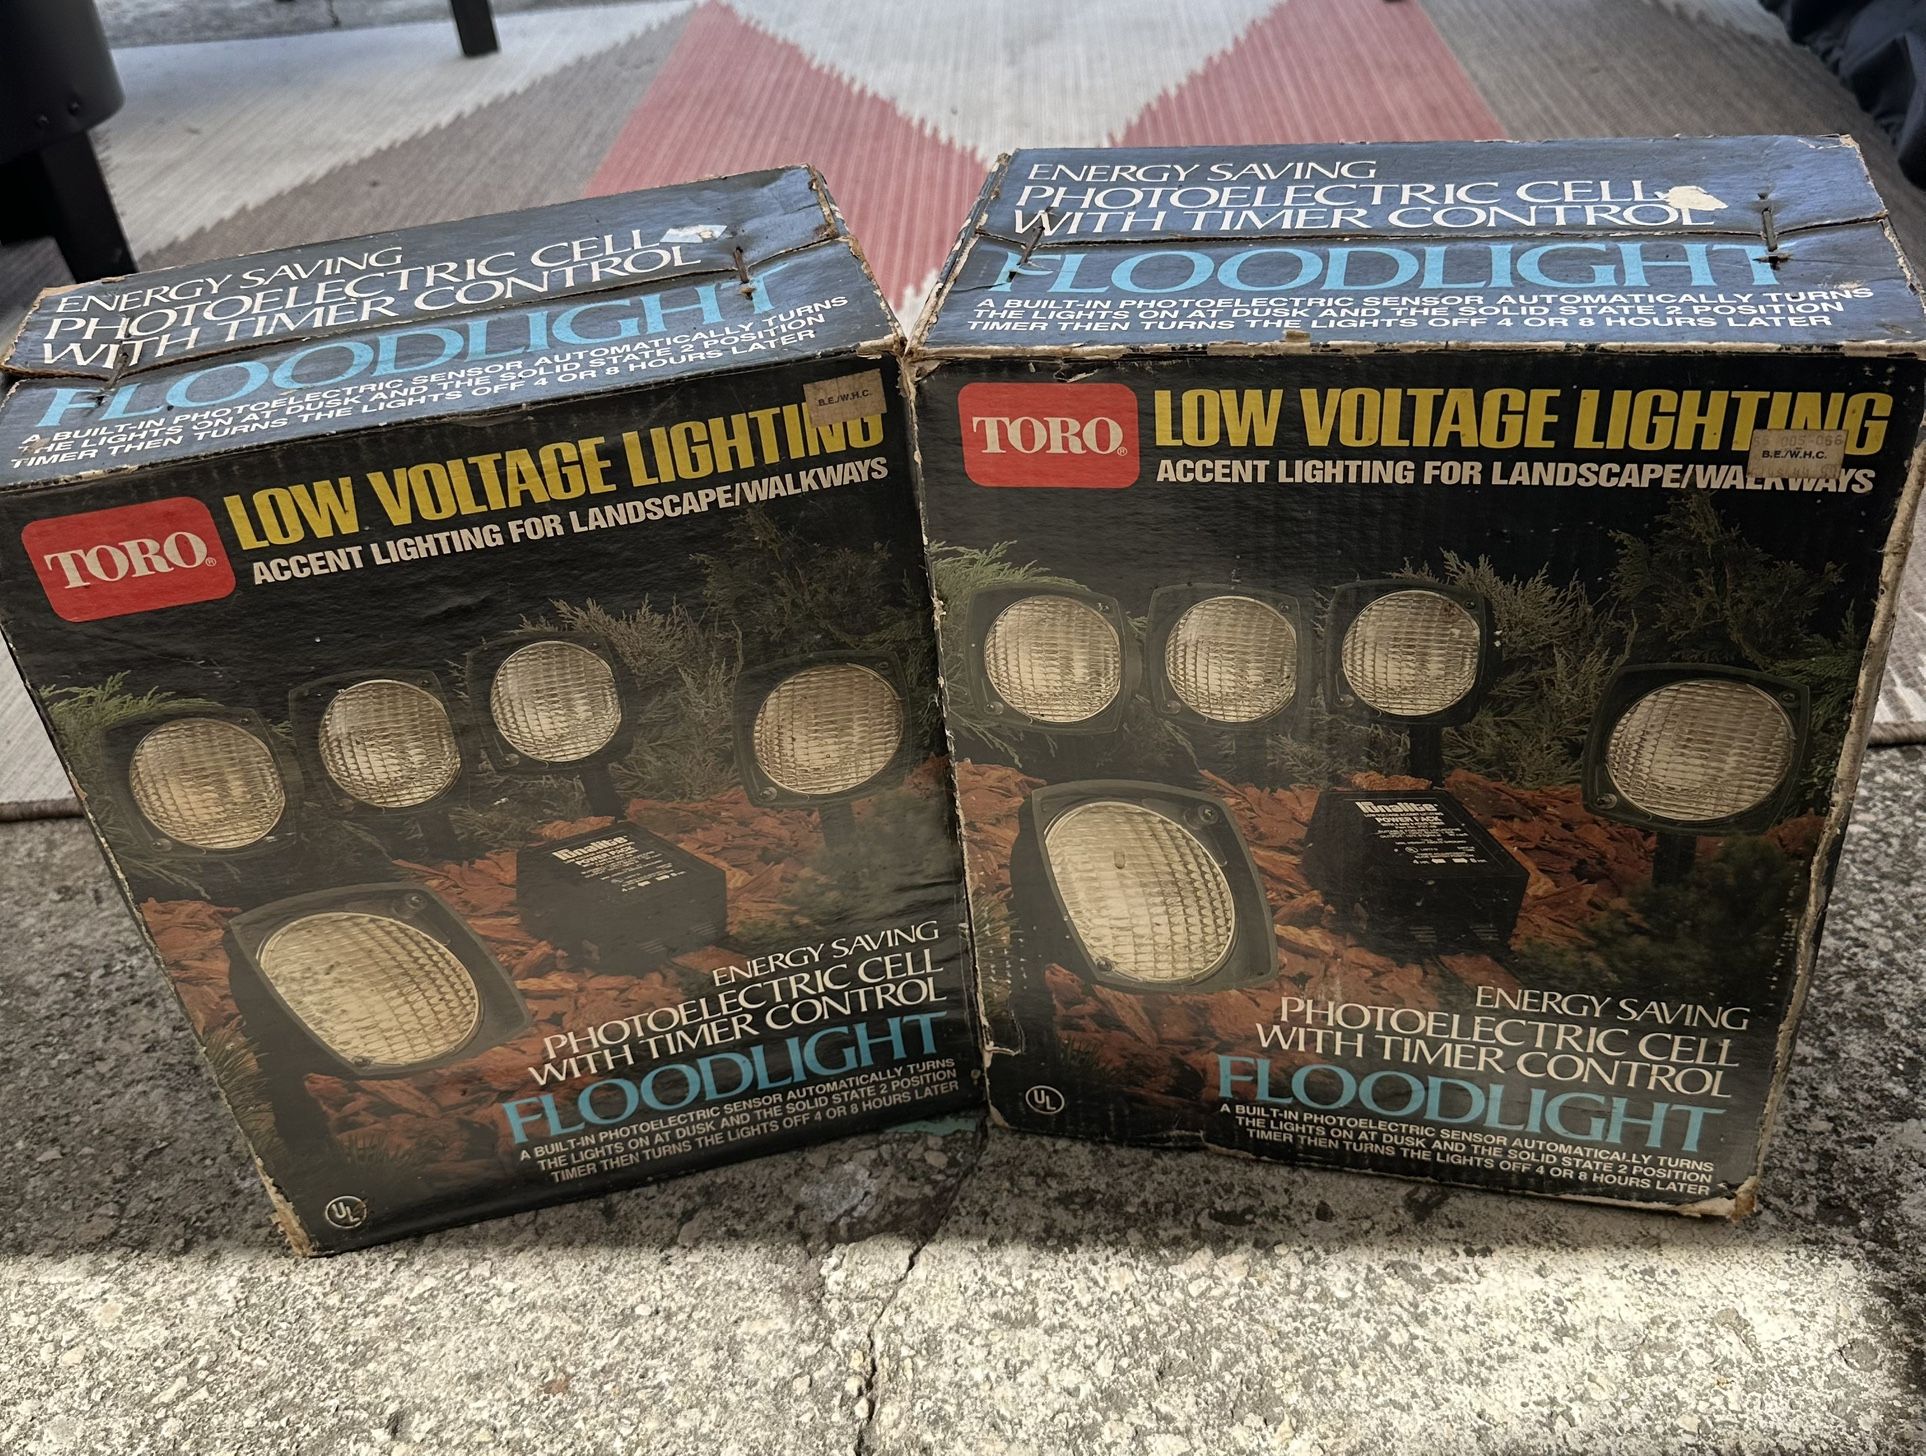 ENERGY SAVING
PHOTOELECTRIC CELL
WITH TIMER CONTROL
FLOODLIGHT
A BUILT-IN PHOTOELECTRIC SENSOR AUTOMATICALLY TURNS
THE LIGHTS ON AT DUSK AND THE SOLID STATE 2 POSITION
TIMER THEN TURNS THE LIGHTS OFF 4 OR 8 HOURS LATER
B.E./W.H.C.
TORO®
LOW VOLTAGE LIGHTING
ACCENT LIGHTING FOR LANDSCAPE/WALKWAYS
POWER PACK
ENERGY SAVING
PHOTOELECTRIC CELL
WITH TIMER CONTROL
FLOODLIGHT
A BUILT-IN PHOTOELECTRIC SENSOR AUTOMATICALLY TURNS
THE LIGHTS ON AT DUSK AND THE SOLID STATE 2 POSITION
TIMER THEN TURNS THE LIGHTS OFF 4 OR 8 HOURS LATER
UL
ENERGY SAVING
PHOTOELECTRIC CELL
WITH TIMER CONTROL
FLOODLIGHT
A BUILT-IN PHOTOELECTRIC SENSOR AUTOMATICALLY TURNS
THE LIGHTS ON AT DUSK AND THE SOLID STATE 2 POSITION
TIMER THEN TURNS THE LIGHTS OFF 4 OR 8 HOURS LATER
TORO®
LOW VOLTAGE LIGHTING
B.E./W.H.C.
ACCENT LIGHTING FOR LANDSCAPE/WALKWAYS
POWER PACK
ENERGY SAVING
PHOTOELECTRIC CELL
WITH TIMER CONTROL
FLOODLIGHT
A BUILT-IN PHOTOELECTRIC SENSOR AUTOMATICALLY TURNS
THE LIGHTS ON AT DUSK AND THE SOLID STATE 2 POSITION
TIMER THEN TURNS THE LIGHTS OFF 4 OR 8 HOURS LATER
UL